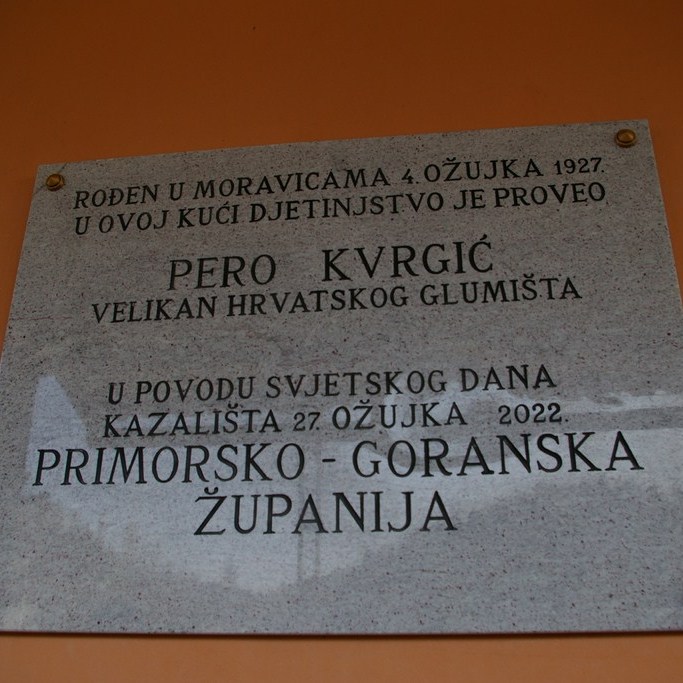 ROĐEN U MORAVICAMA 4. OŽUJKA 1927.
U OVOJ KUĆI DJETINJSTVO JE PROVEO
PERO KVRGIĆ
VELIKAN HRVATSKOG GLUMIŠTA
U POVODU SVJETSKOG DANA
KAZALIŠTA 27. OŽUJKA 2022.
PRIMORSKO - GORANSKA
ŽUPANIJA